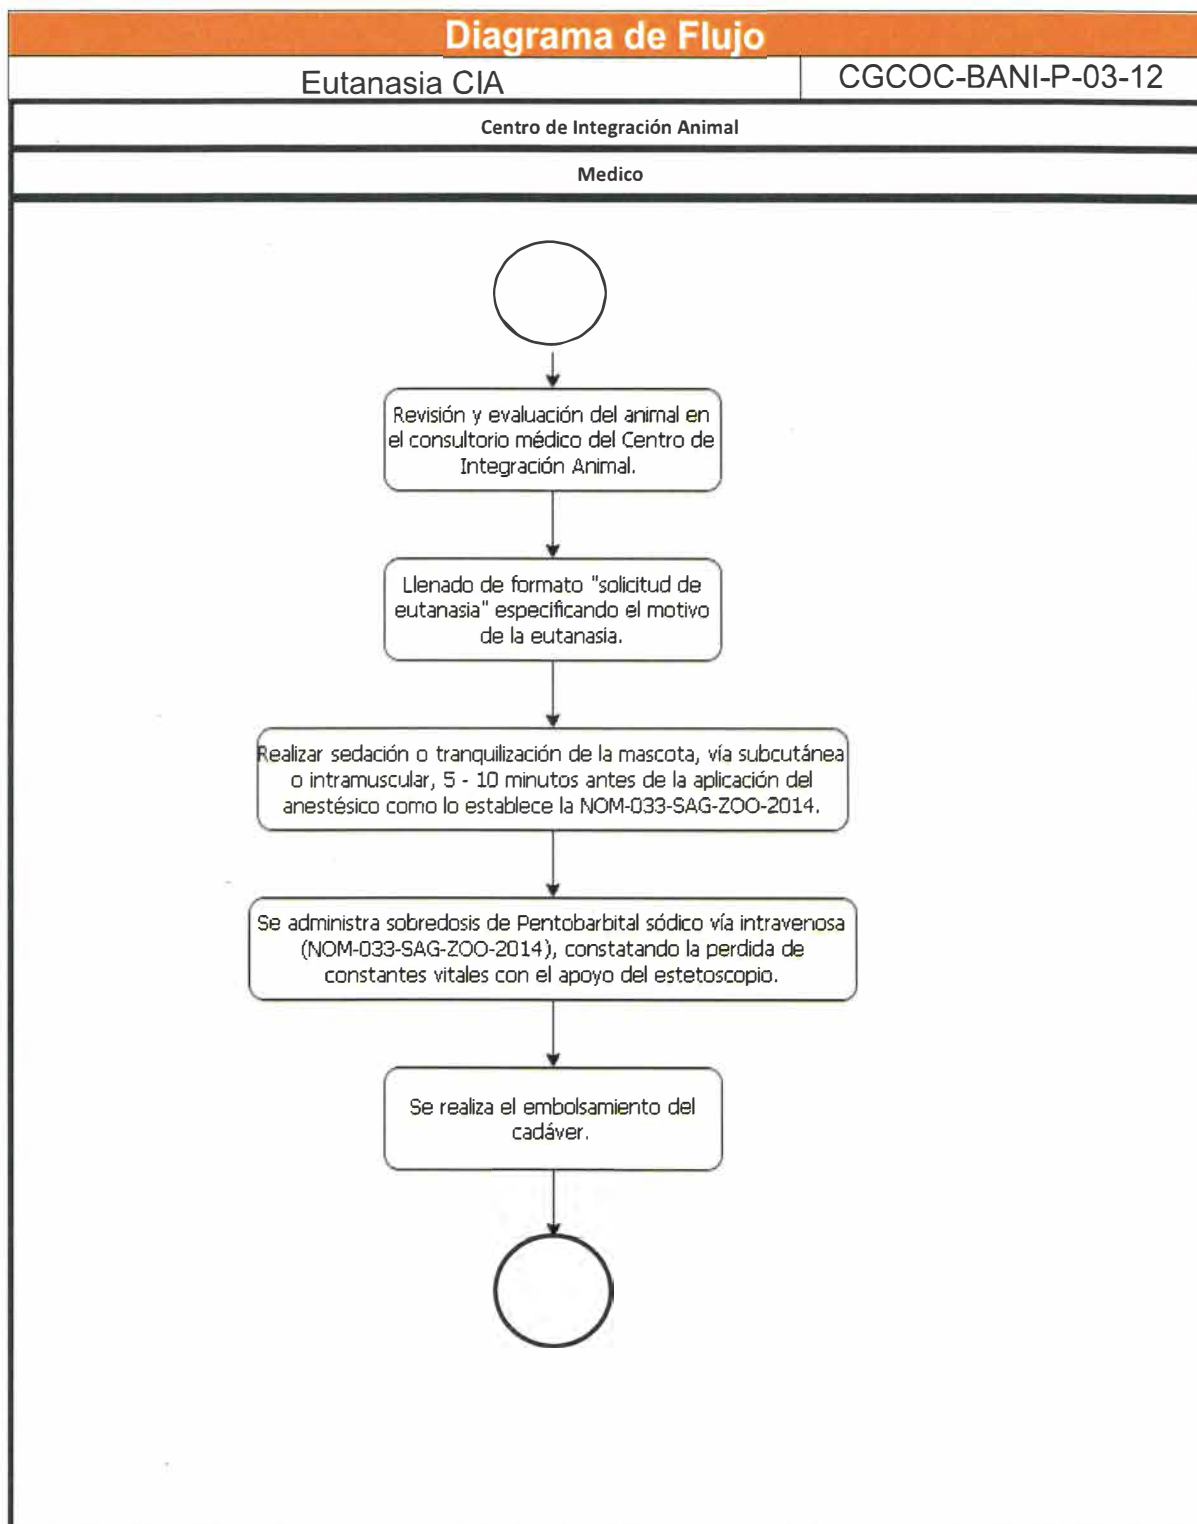 Diagrama de Flujo
Eutanasia CIA
CGCOC-BANI-P-03-12
Centro de Integración Animal
Medico
Revisión y evaluación del animal en
el consultorio médico del Centro de
Integración Animal.
Llenado de formato "solicitud de
eutanasia" especificando el motivo
de la eutanasia.
Realizar sedación o tranquilización de la mascota, vía subcutánea
o intramuscular, 5 - 10 minutos antes de la aplicación del
anestésico como lo establece la NOM-033-SAG-ZOO-2014.
Se administra sobredosis de Pentobarbital sódico vía intravenosa
(NOM-033-SAG-ZOO-2014), constatando la perdida de
constantes vitales con el apoyo del estetoscopio.
Se realiza el embolsamiento del
cadáver.